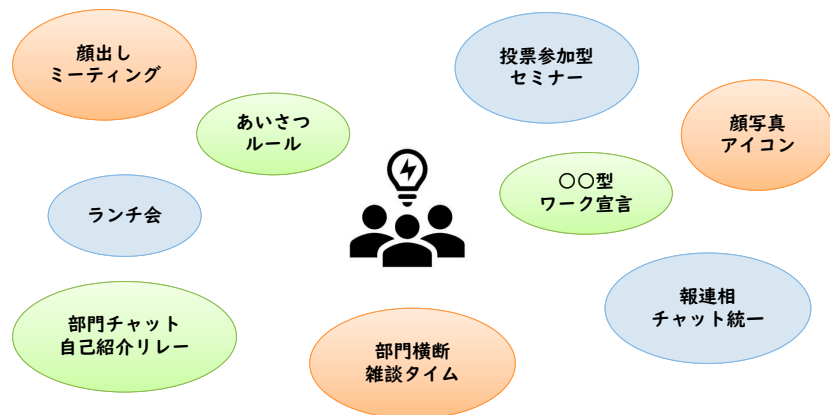 顔出し
ミーティング
投票参加型
セミナー
あいさつ
ルール
顔写真
アイコン
〇〇型
ワーク宣言
ランチ会
報連相
チャット統一
部門チャット
自己紹介リレー
部門横断
雑談タイム